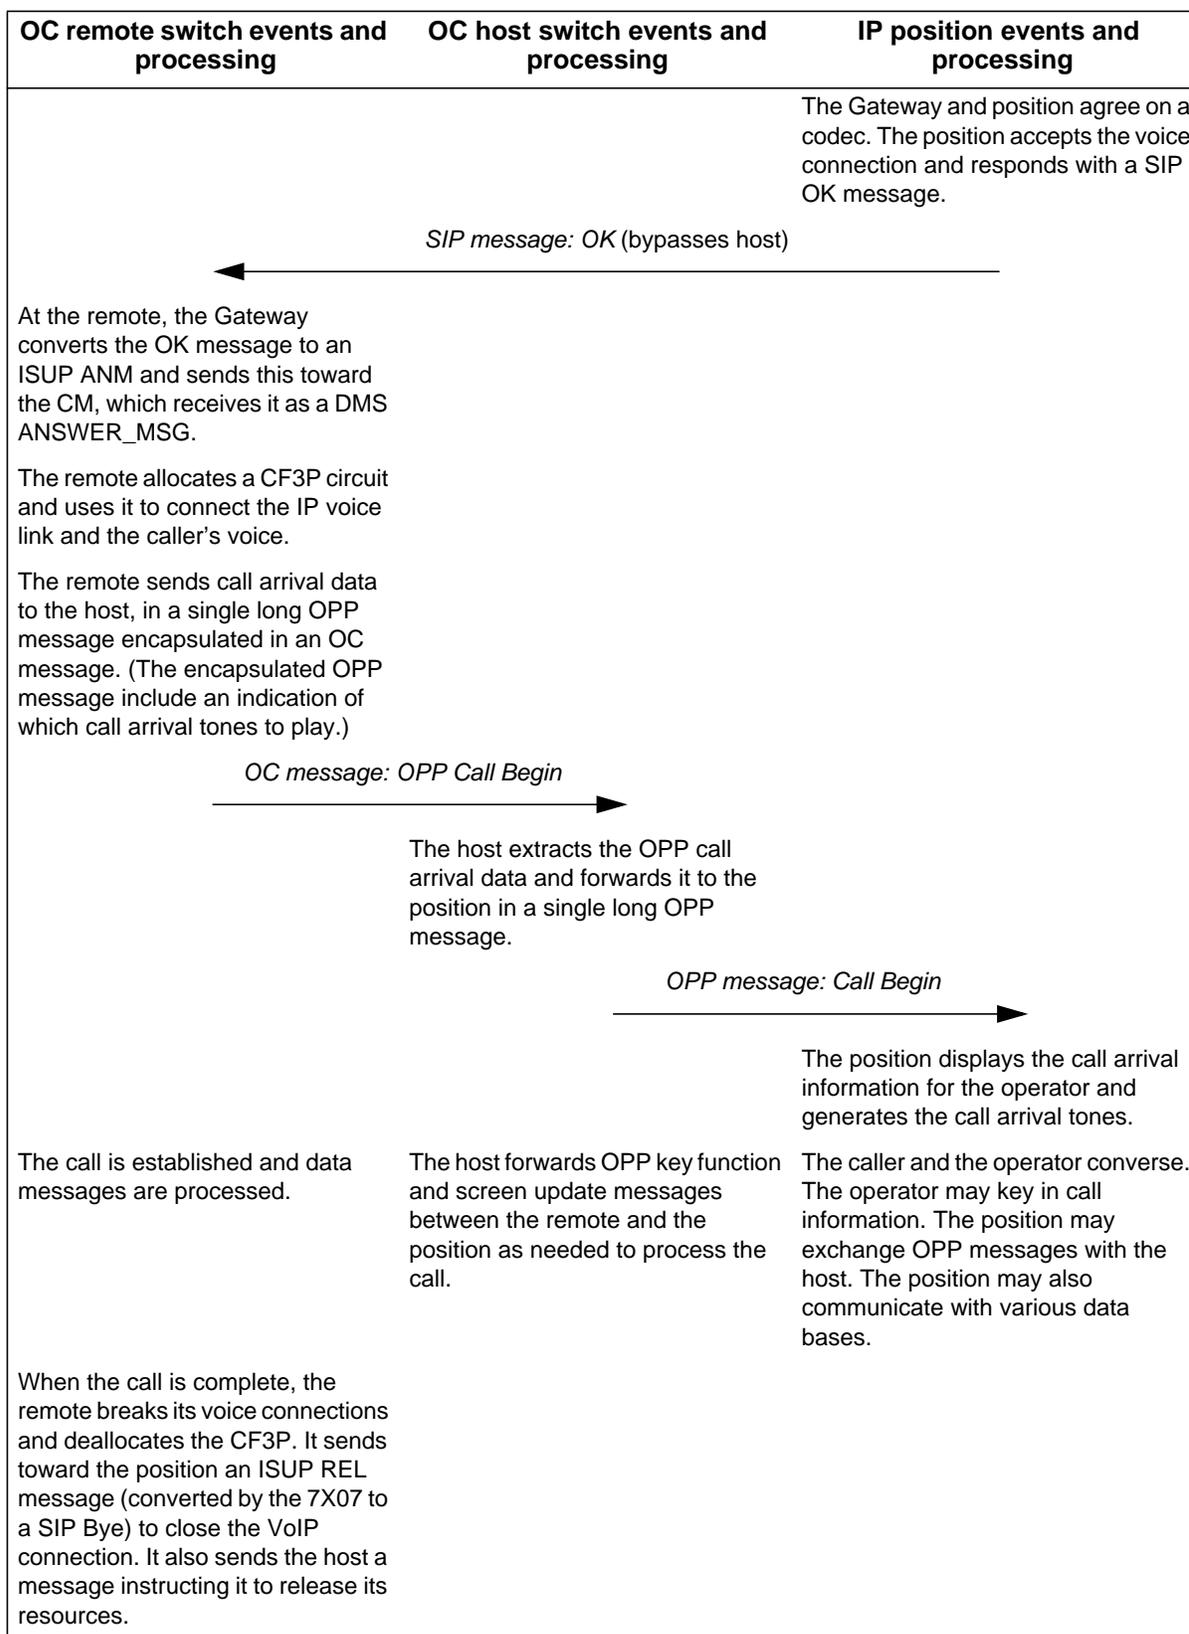 OC remote switch events and
processing
OC host switch events and
processing
IP position events and
processing
The Gateway and position agree on a
codec. The position accepts the voice
connection and responds with a SIP
OK message.
SIP message: OK (bypasses host)
At the remote, the Gateway
converts the OK message to an
ISUP ANM and sends this toward
the CM, which receives it as a DMS
ANSWER_MSG.
The remote allocates a CF3P circuit
and uses it to connect the IP voice
link and the caller’s voice.
The remote sends call arrival data
to the host, in a single long OPP
message encapsulated in an OC
message. (The encapsulated OPP
message include an indication of
which call arrival tones to play.)
OC message: OPP Call Begin
The host extracts the OPP call
arrival data and forwards it to the
position in a single long OPP
message.
OPP message: Call Begin
The position displays the call arrival
information for the operator and
generates the call arrival tones.
The call is established and data
messages are processed.
The host forwards OPP key function
and screen update messages
between the remote and the
position as needed to process the
call.
The caller and the operator converse.
The operator may key in call
information. The position may
exchange OPP messages with the
host. The position may also
communicate with various data
bases.
When the call is complete, the
remote breaks its voice connections
and deallocates the CF3P. It sends
toward the position an ISUP REL
message (converted by the 7X07 to
a SIP Bye) to close the VoIP
connection. It also sends the host a
message instructing it to release its
resources.